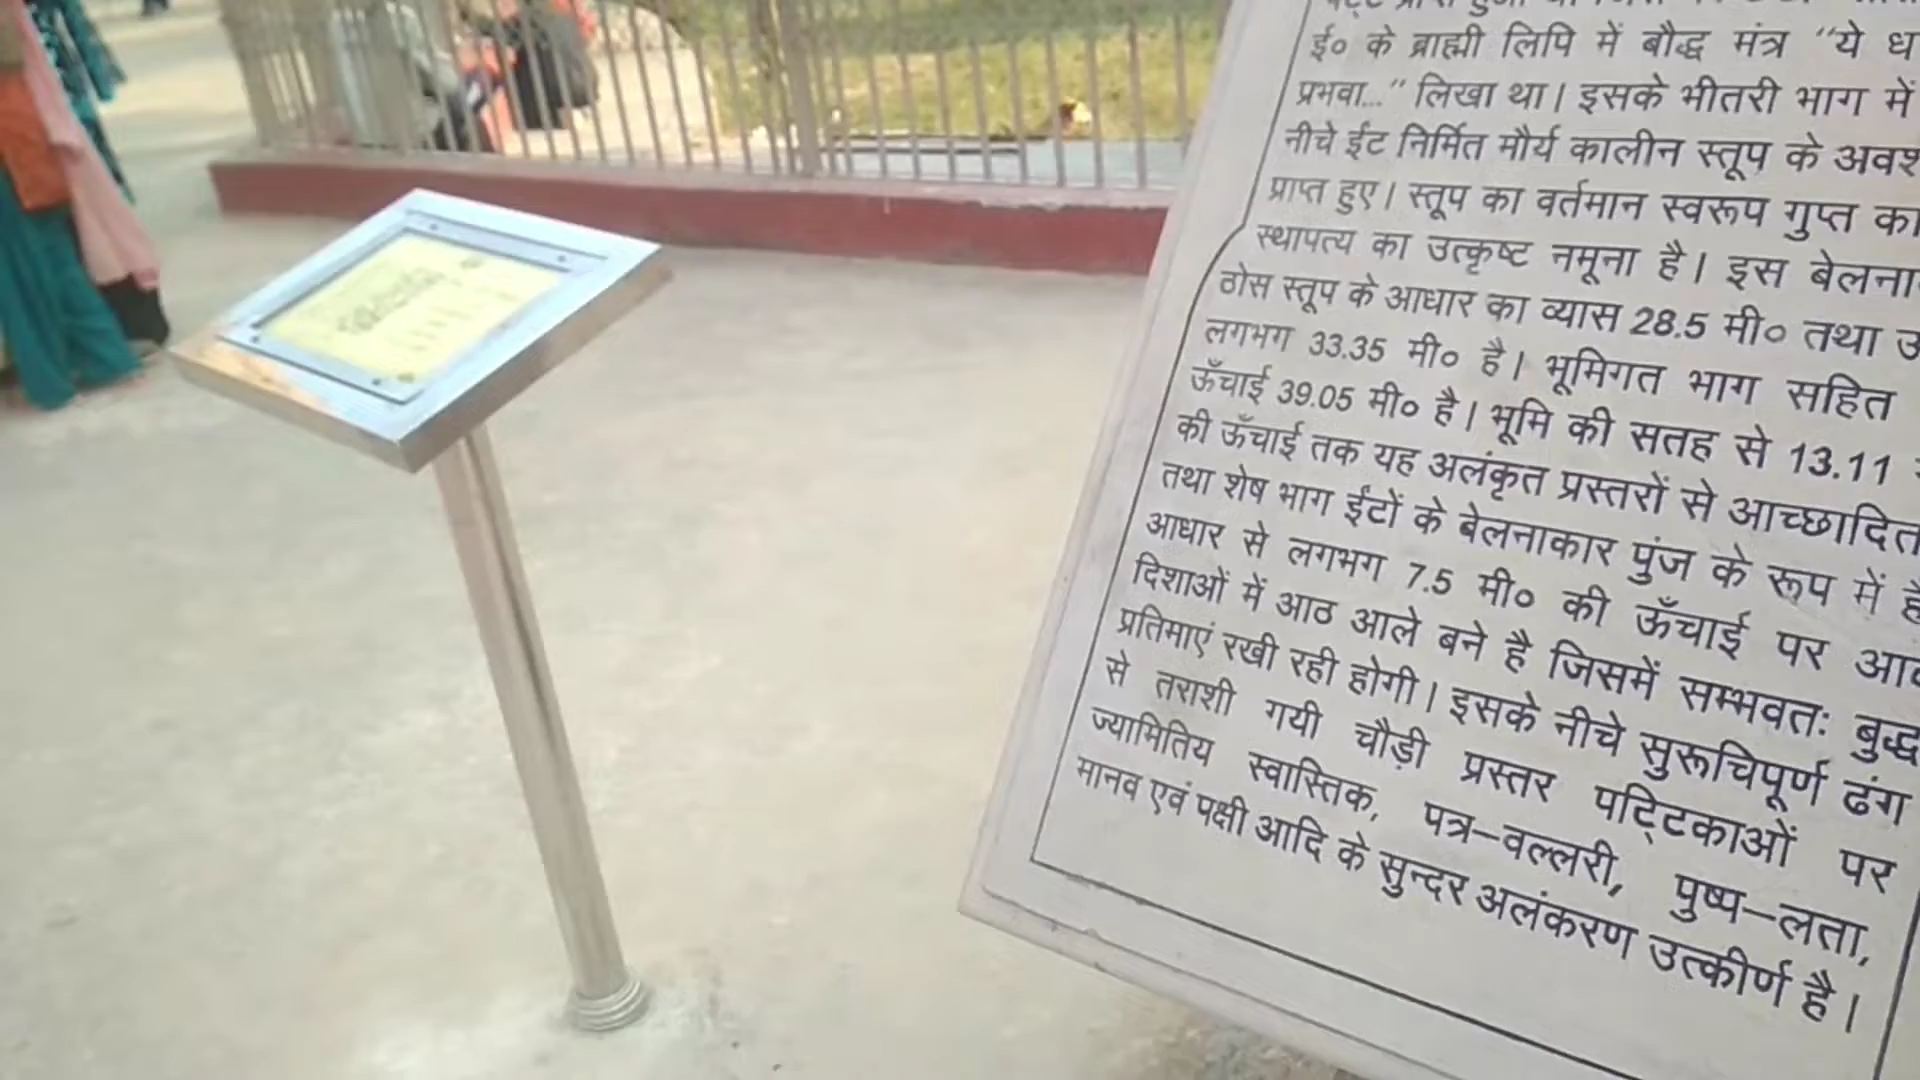 ई० के ब्राह्मी लिपि में बौद्ध मंत्र “ये ध
प्रभवा...” लिखा था। इसके भीतरी भाग में
नीचे ईंट निर्मित मौर्य कालीन स्तूप के अवश
प्राप्त हुए। स्तूप का वर्तमान स्वरूप गुप्त का
स्थापत्य का उत्कृष्ट नमूना है। इस बेलना
ठोस स्तूप के आधार का व्यास 28.5 मी० तथा उ
लगभग 33.35 मी० है। भूमिगत भाग सहित
ऊँचाई 39.05 मी० है। भूमि की सतह से 13.11
की ऊँचाई तक यह अलंकृत प्रस्तरों से आच्छादित
तथा शेष भाग ईंटों के बेलनाकार पुंज के रूप में है
आधार से लगभग 7.5 मी० की ऊँचाई पर आ
दिशाओं में आठ आले बने है जिसमें सम्भवतः बुद्ध
प्रतिमाएं रखी रही होगी। इसके नीचे सुरूचिपूर्ण ढंग
से तराशी गयी चौड़ी प्रस्तर पट्टिकाओं पर
ज्यामितिय स्वास्तिक, पत्र–वल्लरी, पुष्प–लता,
मानव एवं पक्षी आदि के सुन्दर अलंकरण उत्कीर्ण है।